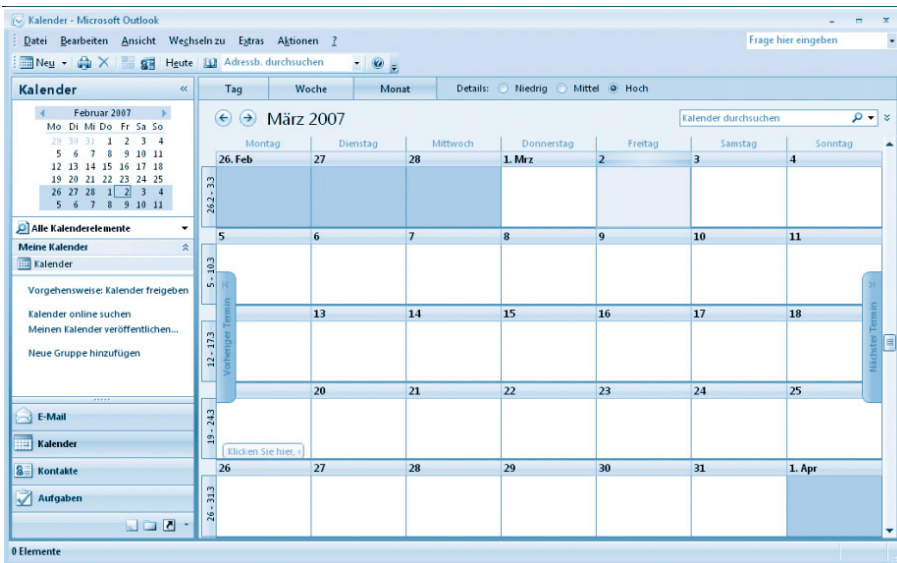 Kalender - Microsoft Outlook
Datei Bearbeiten Ansicht Wechseln zu Extras Aktionen ?
Frage hier eingeben
Neu Heute Adressb. durchsuchen
Kalender «
Tag Woche Monat Details: Niedrig Mittel Hoch
Februar 2007
Mo Di Mi Do Fr Sa So
29 30 31 1 2 3 4
5 6 7 8 9 10 11
12 13 14 15 16 17 18
19 20 21 22 23 24 25
26 27 28 1 2 3 4
5 6 7 8 9 10 11
Alle Kalenderelemente
Meine Kalender
Kalender
Vorgehensweise: Kalender freigeben
Kalender online suchen
Meinen Kalender veröffentlichen...
Neue Gruppe hinzufügen
E-Mail
Kalender
Kontakte
Aufgaben
März 2007
Kalender durchsuchen
Montag Dienstag Mittwoch Donnerstag Freitag Samstag Sonntag
26. Feb 27 28 1. Mrz 2 3 4
26.2 - 3.3
5 6 7 8 9 10 11
5 - 10.3
Vorheriger Termin
Nächster Termin
13 14 15 16 17 18
12 - 17.3
20 21 22 23 24 25
19 - 24.3
Klicken Sie hier,
26 27 28 29 30 31 1. Apr
26 - 31.3
0 Elemente